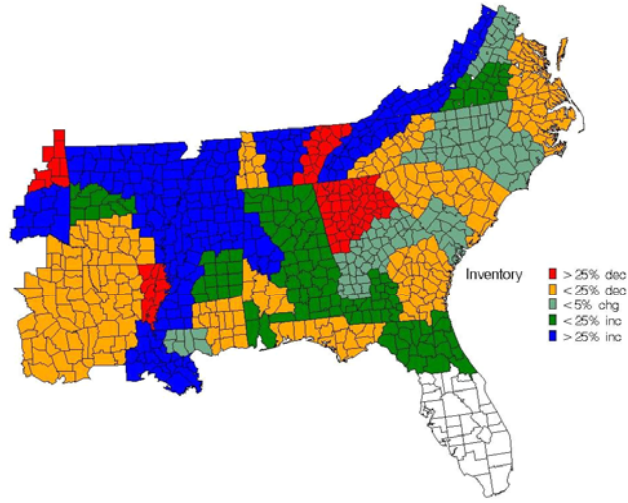 Inventory
> 25% dec
< 25% dec
<5% chg
< 25% inc
> 25% inc